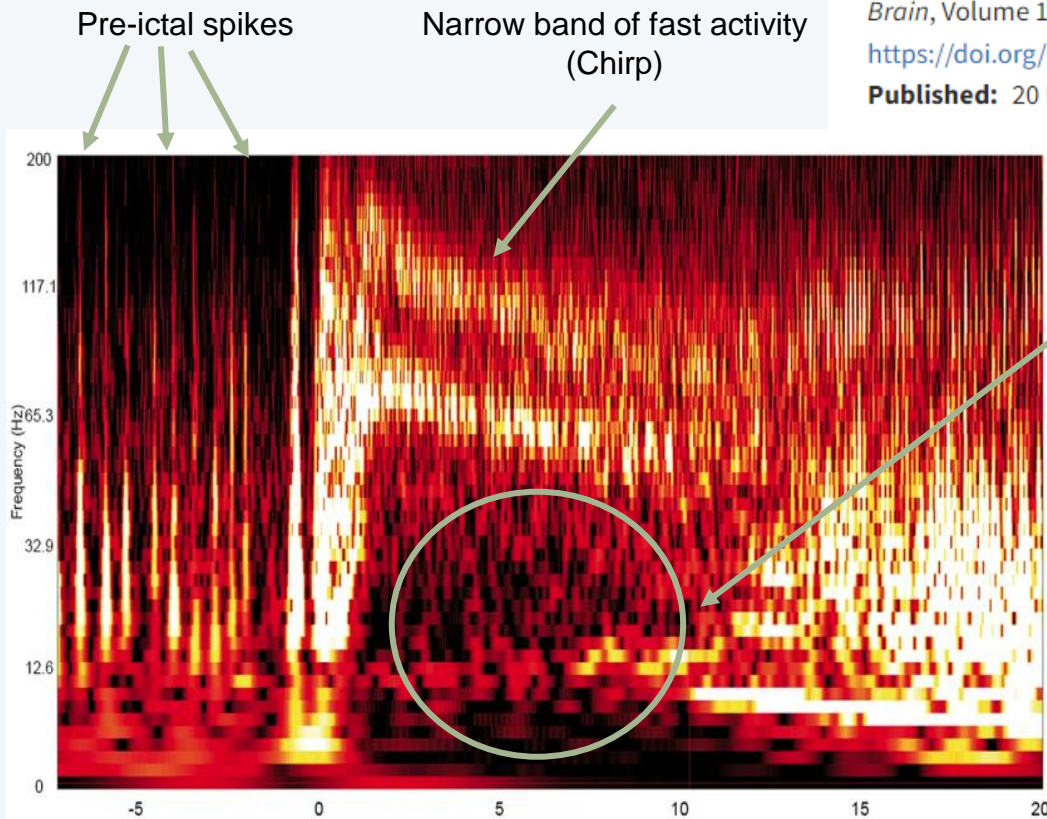 Pre-ictal spikes
Narrow band of fast activity
(Chirp)
Brain, Volume 1
https://doi.org/
Published: 20
200
117.1
65.3
32.9
12.6
0
Frequency (Hz)
-5
0
5
10
15
20